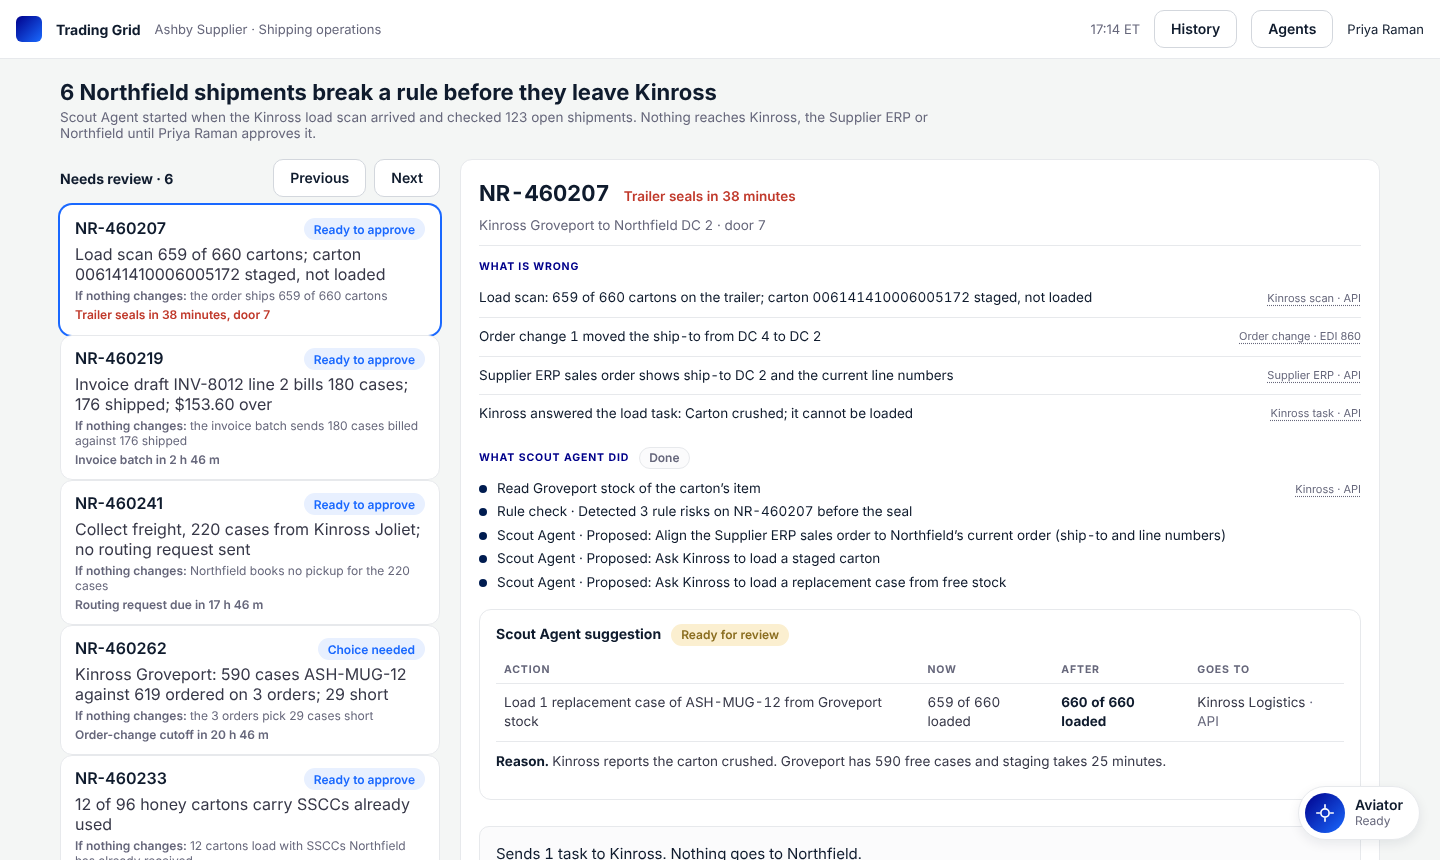 Trading Grid
Ashby Supplier · Shipping operations
17:14 ET
History
Agents
Priya Raman
6 Northfield shipments break a rule before they leave Kinross
Scout Agent started when the Kinross load scan arrived and checked 123 open shipments. Nothing reaches Kinross, the Supplier ERP or
Northfield until Priya Raman approves it.
Needs review · 6
Previous
Next
NR-460207
Ready to approve
Load scan 659 of 660 cartons; carton
006141410006005172 staged, not loaded
If nothing changes: the order ships 659 of 660 cartons
Trailer seals in 38 minutes, door 7
NR-460219
Ready to approve
Invoice draft INV-8012 line 2 bills 180 cases;
176 shipped; $153.60 over
If nothing changes: the invoice batch sends 180 cases billed
against 176 shipped
Invoice batch in 2 h 46 m
NR-460241
Ready to approve
Collect freight, 220 cases from Kinross Joliet;
no routing request sent
If nothing changes: Northfield books no pickup for the 220
cases
Routing request due in 17 h 46 m
NR-460262
Choice needed
Kinross Groveport: 590 cases ASH-MUG-12
against 619 ordered on 3 orders; 29 short
If nothing changes: the 3 orders pick 29 cases short
Order-change cutoff in 20 h 46 m
NR-460233
Ready to approve
12 of 96 honey cartons carry SSCCs already
used
If nothing changes: 12 cartons load with SSCCs Northfield
has already received
NR-460207
Trailer seals in 38 minutes
Kinross Groveport to Northfield DC 2 · door 7
WHAT IS WRONG
Load scan: 659 of 660 cartons on the trailer; carton 006141410006005172 staged, not loaded
Kinross scan · API
Order change 1 moved the ship-to from DC 4 to DC 2
Order change · EDI 860
Supplier ERP sales order shows ship-to DC 2 and the current line numbers
Supplier ERP · API
Kinross answered the load task: Carton crushed; it cannot be loaded
Kinross task · API
WHAT SCOUT AGENT DID
Done
Read Groveport stock of the carton's item
Kinross · API
Rule check · Detected 3 rule risks on NR-460207 before the seal
Scout Agent · Proposed: Align the Supplier ERP sales order to Northfield's current order (ship-to and line numbers)
Scout Agent · Proposed: Ask Kinross to load a staged carton
Scout Agent · Proposed: Ask Kinross to load a replacement case from free stock
Scout Agent suggestion
Ready for review
ACTION
NOW
AFTER
GOES TO
Load 1 replacement case of ASH-MUG-12 from Groveport
stock
659 of 660
loaded
660 of 660
loaded
Kinross Logistics ·
API
Reason. Kinross reports the carton crushed. Groveport has 590 free cases and staging takes 25 minutes.
Sends 1 task to Kinross. Nothing goes to Northfield.
Aviator
Ready